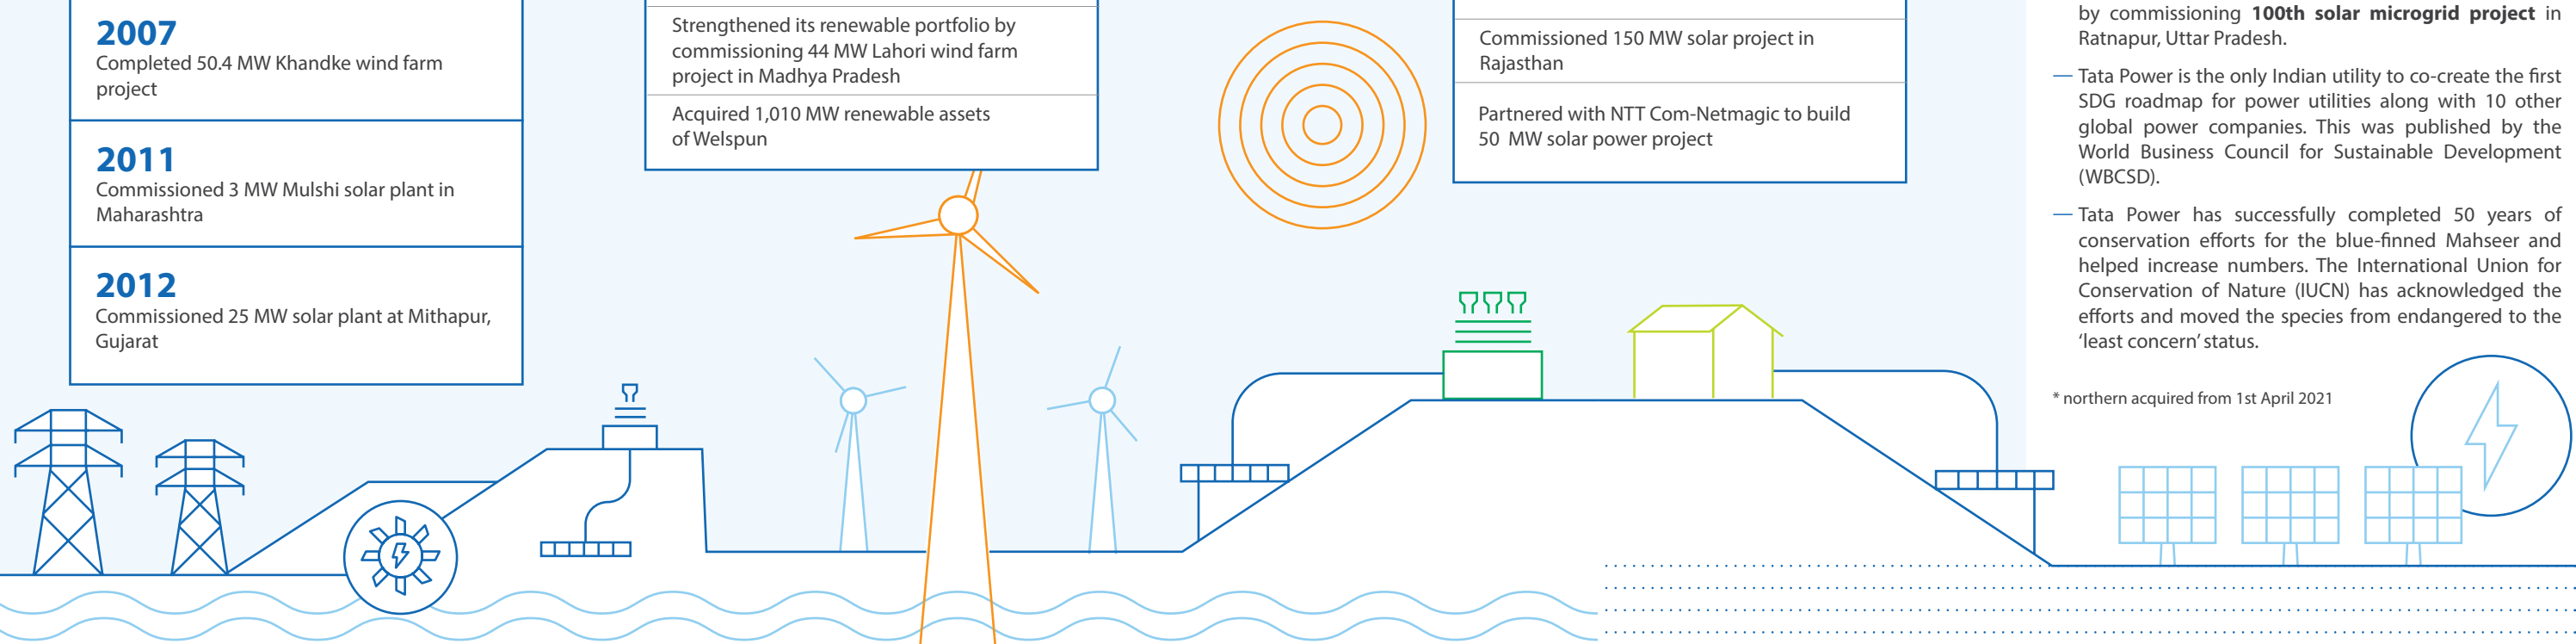 2007
Completed 50.4 MW Khandke wind farm
project
2011
Commissioned 3 MW Mulshi solar plant in
Maharashtra
2012
Commissioned 25 MW solar plant at Mithapur,
Gujarat
Strengthened its renewable portfolio by
commissioning 44 MW Lahori wind farm
project in Madhya Pradesh
Acquired 1,010 MW renewable assets
of Welspun
Commissioned 150 MW solar project in
Rajasthan
Partnered with NTT Com-Netmagic to build
50 MW solar power project
by commissioning 100th solar microgrid project in
Ratnapur, Uttar Pradesh.
— Tata Power is the only Indian utility to co-create the first
SDG roadmap for power utilities along with 10 other
global power companies. This was published by the
World Business Council for Sustainable Development
(WBCSD).
— Tata Power has successfully completed 50 years of
conservation efforts for the blue-finned Mahseer and
helped increase numbers. The International Union for
Conservation of Nature (IUCN) has acknowledged the
efforts and moved the species from endangered to the
‘least concern’ status.
* northern acquired from 1st April 2021